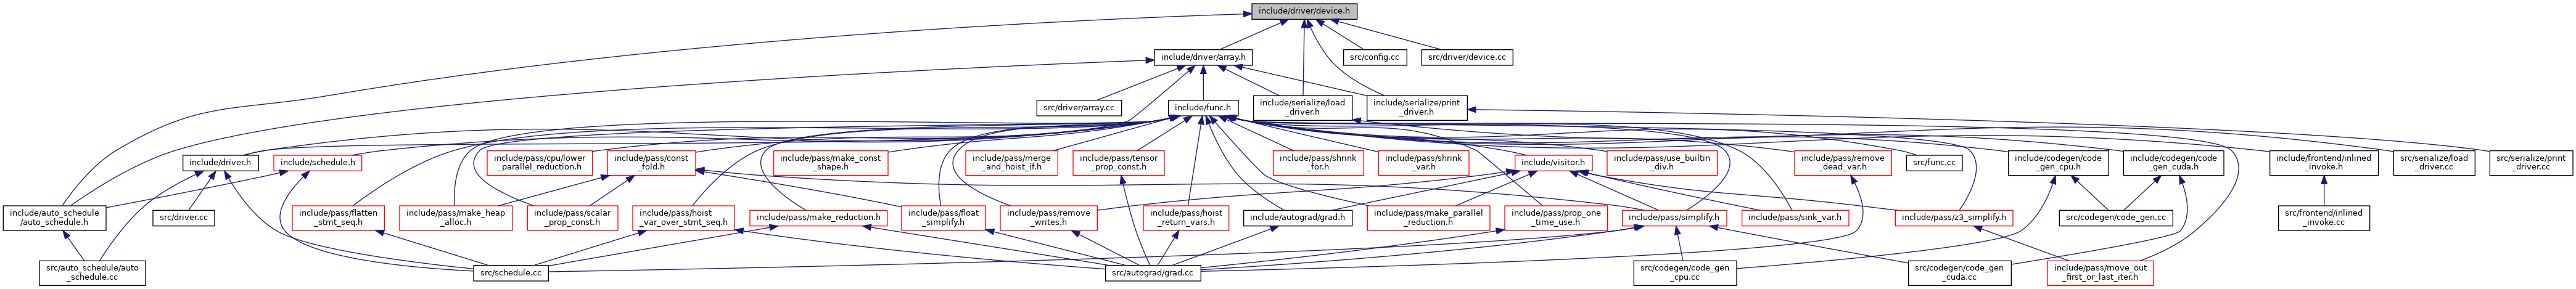 include/driver/device.h
include/driver/array.h
src/config.cc
src/driver/device.cc
src/driver/array.cc
include/func.h
include/serialize/load
_driver.h
include/serialize/print
_driver.h
include/driver.h
include/schedule.h
include/pass/cpu/lower
_parallel_reduction.h
include/pass/const
_fold.h
include/pass/make_const
_shape.h
include/pass/merge
_and_hoist_if.h
include/pass/tensor
_prop_const.h
include/pass/shrink
_for.h
include/pass/shrink
_var.h
include/visitor.h
include/pass/use_builtin
_div.h
include/pass/remove
_dead_var.h
src/func.cc
include/codegen/code
_gen_cpu.h
include/codegen/code
_gen_cuda.h
include/frontend/inlined
_invoke.h
src/serialize/load
_driver.cc
src/serialize/print
_driver.cc
include/auto_schedule
/auto_schedule.h
src/driver.cc
include/pass/flatten
_stmt_seq.h
include/pass/make_heap
_alloc.h
include/pass/scalar
_prop_const.h
include/pass/hoist
_var_over_stmt_seq.h
include/pass/make_reduction.h
include/pass/float
_simplify.h
include/pass/remove
_writes.h
include/pass/hoist
_return_vars.h
include/autograd/grad.h
include/pass/make_parallel
_reduction.h
include/pass/prop_one
_time_use.h
include/pass/simplify.h
include/pass/sink_var.h
include/pass/z3_simplify.h
src/codegen/code_gen.cc
src/frontend/inlined
_invoke.cc
src/auto_schedule/auto
_schedule.cc
src/schedule.cc
src/autograd/grad.cc
src/codegen/code_gen
_cpu.cc
src/codegen/code_gen
_cuda.cc
include/pass/move_out
_first_or_last_iter.h